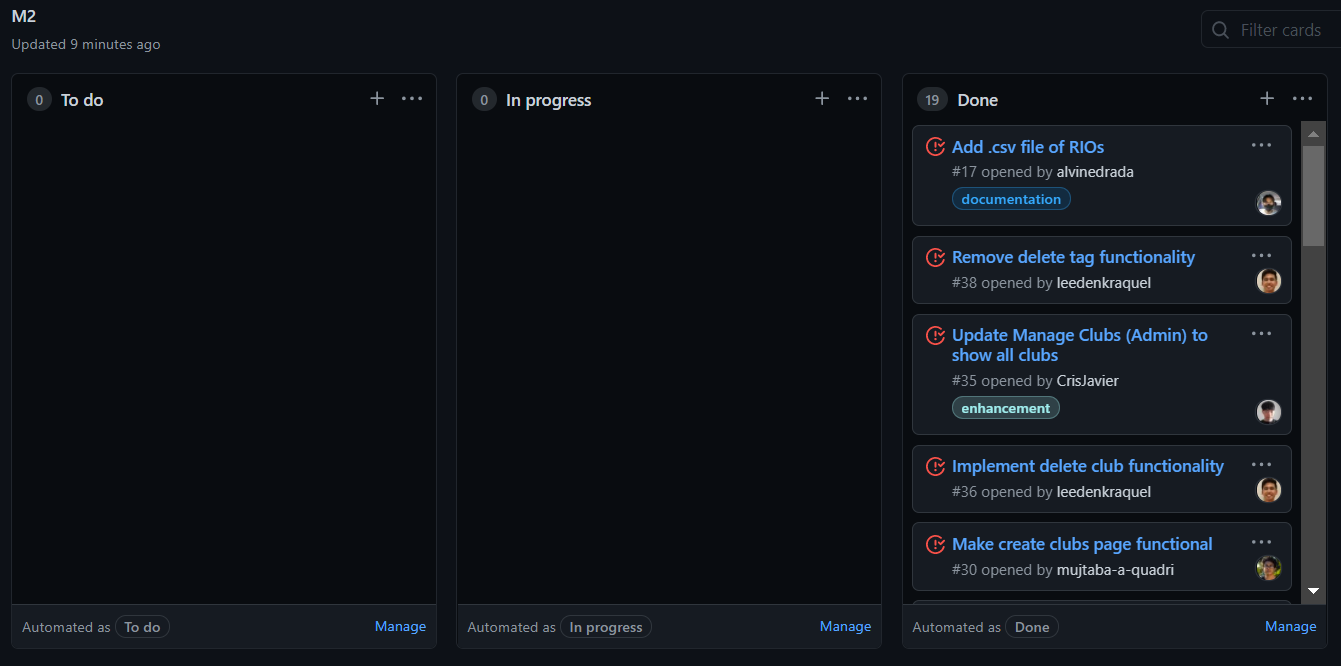 M2
Updated 9 minutes ago
Filter cards
0 To do
0 In progress
19 Done
Add .csv file of RIOs
#17 opened by alvinedrada
documentation
Remove delete tag functionality
#38 opened by leedenkraquel
Update Manage Clubs (Admin) to
show all clubs
#35 opened by CrisJavier
enhancement
Implement delete club functionality
#36 opened by leedenkraquel
Make create clubs page functional
#30 opened by mujtaba-a-quadri
Automated as To do Manage
Automated as In progress Manage
Automated as Done Manage